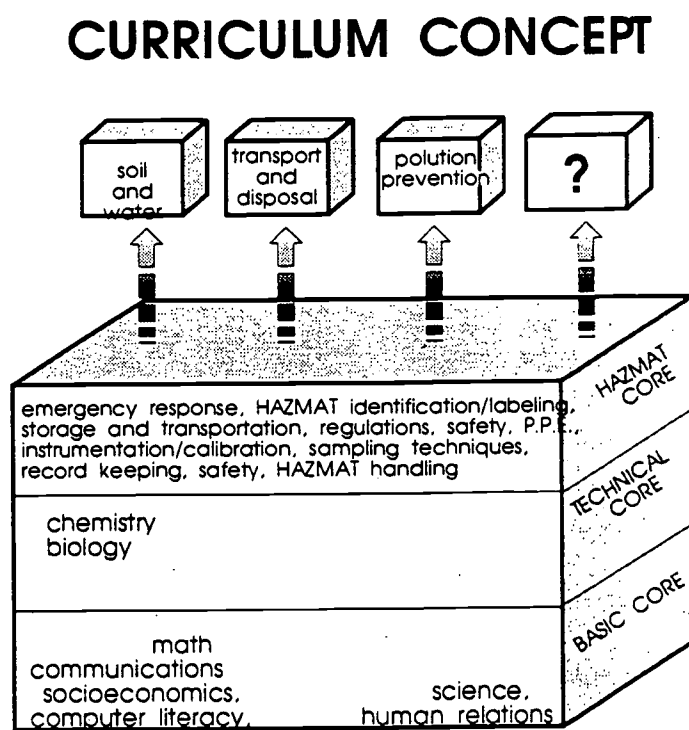 CURRICULUM CONCEPT
soil
and
water
transport
and
disposal
polution
prevention
?
emergency response, HAZMAT identification/labeling,
storage and transportation, regulations, safety, P.P.E.,
instrumentation/calibration, sampling techniques,
record keeping, safety, HAZMAT handling
HAZMAT
CORE
chemistry
biology
TECHNICAL
CORE
math
communications
socioeconomics,
computer literacy,
science,
human relations
BASIC CORE